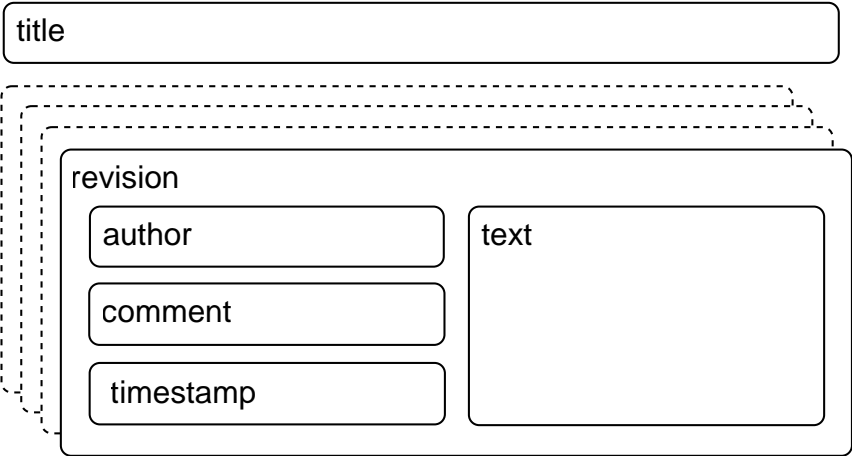 title
revision
author
text
comment
timestamp